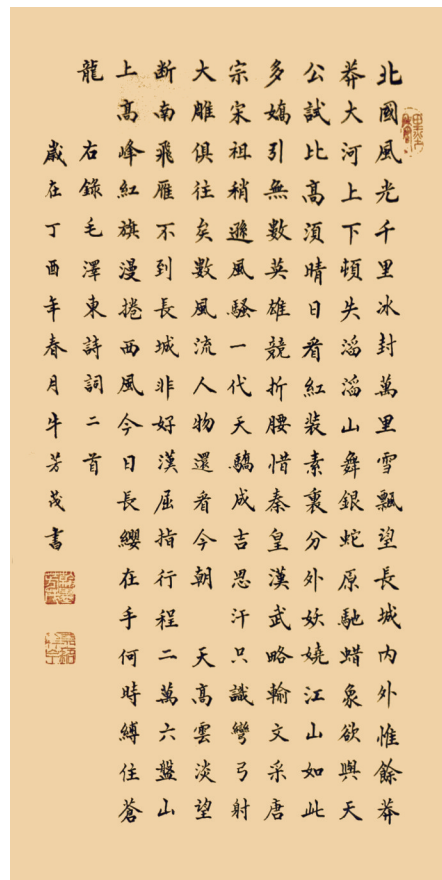 北國風光千里冰封萬里雪飄望長城内外惟餘莽
莽大河上下頓失滔滔山舞銀蛇原馳蜡象欲與天
公試比高須晴日看紅装素裹分外妖嬈江山如此
多嬌引無數英雄競折腰惜秦皇漢武略輸文采唐
宗宋祖稍遜風騷一代天驕成吉思汗只識彎弓射
大雕俱往矣數風流人物還看今朝 天高雲淡望
断南飛雁不到長城非好漢屈指行程二萬六盤山
上高峰紅旗漫捲西風今日長纓在手何時縛住蒼
龍 右錄毛澤東詩詞二首
歲在丁酉年春月牛芳茂書